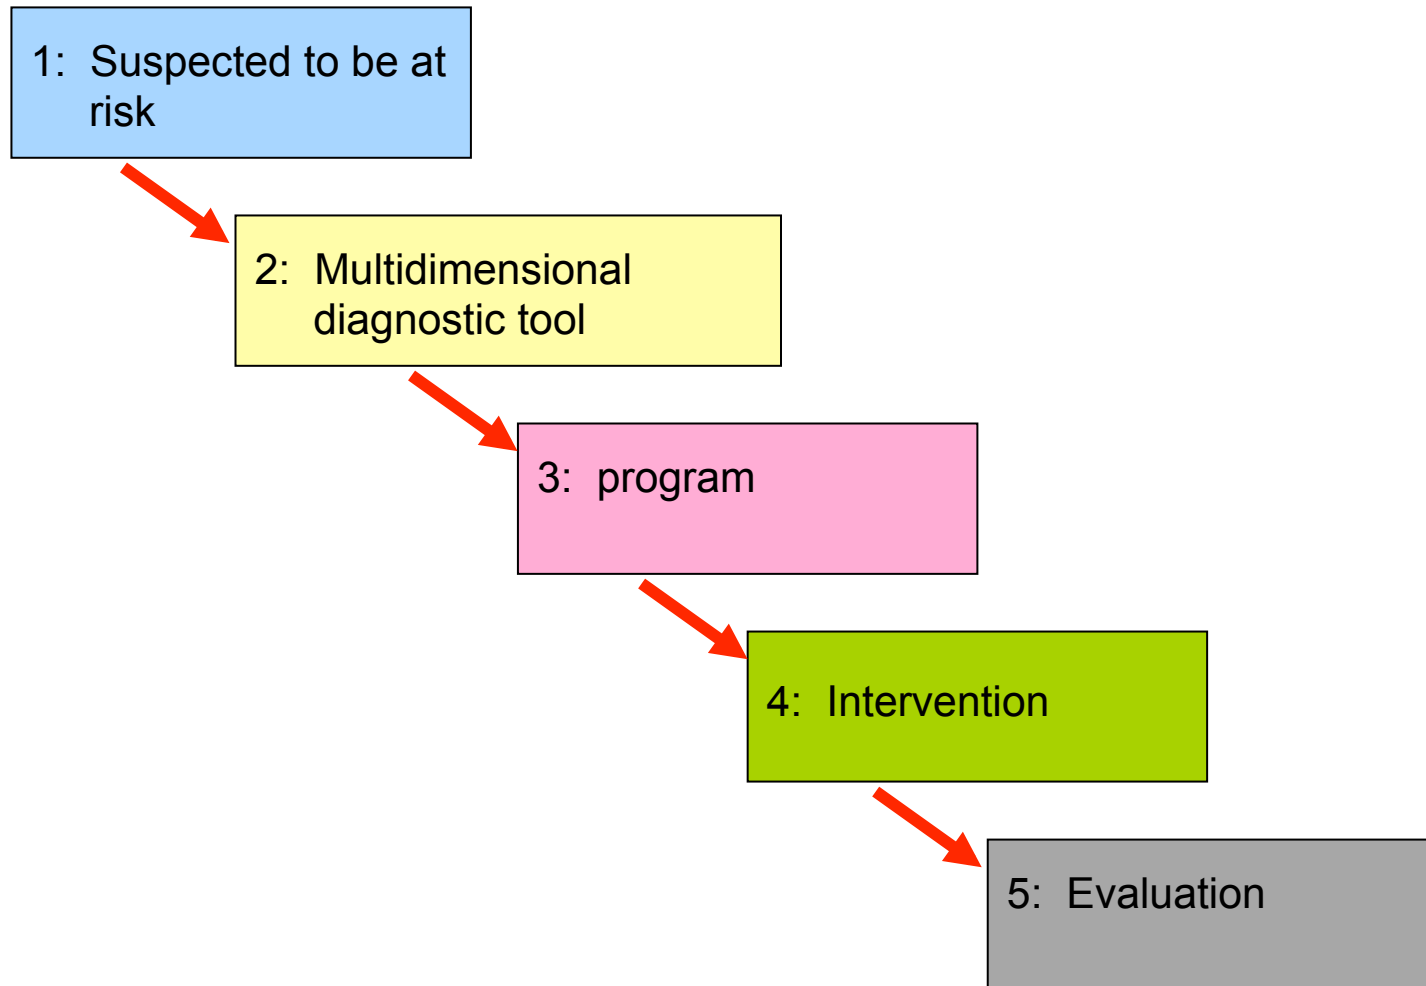 1: Suspected to be at
risk
2: Multidimensional
diagnostic tool
3: program
4: Intervention
5: Evaluation